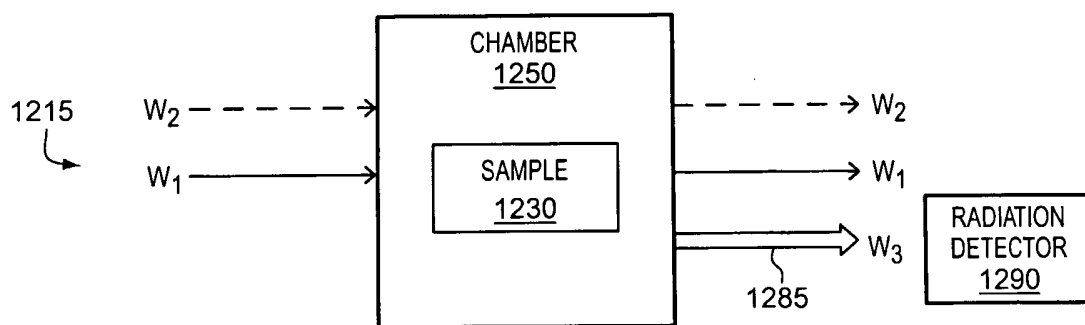 CHAMBER
1250
1215
W2
W2
W1
W1
SAMPLE
1230
W3
RADIATION
DETECTOR
1290
1285